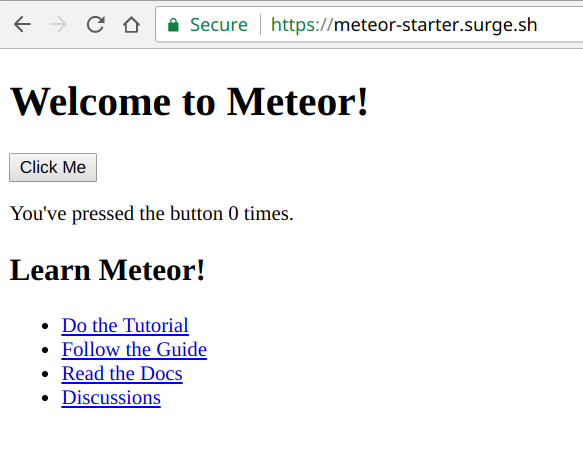 Secure https://meteor-starter.surge.sh
Welcome to Meteor!
Click Me
You've pressed the button 0 times.
Learn Meteor!
Do the Tutorial
Follow the Guide
Read the Docs
Discussions